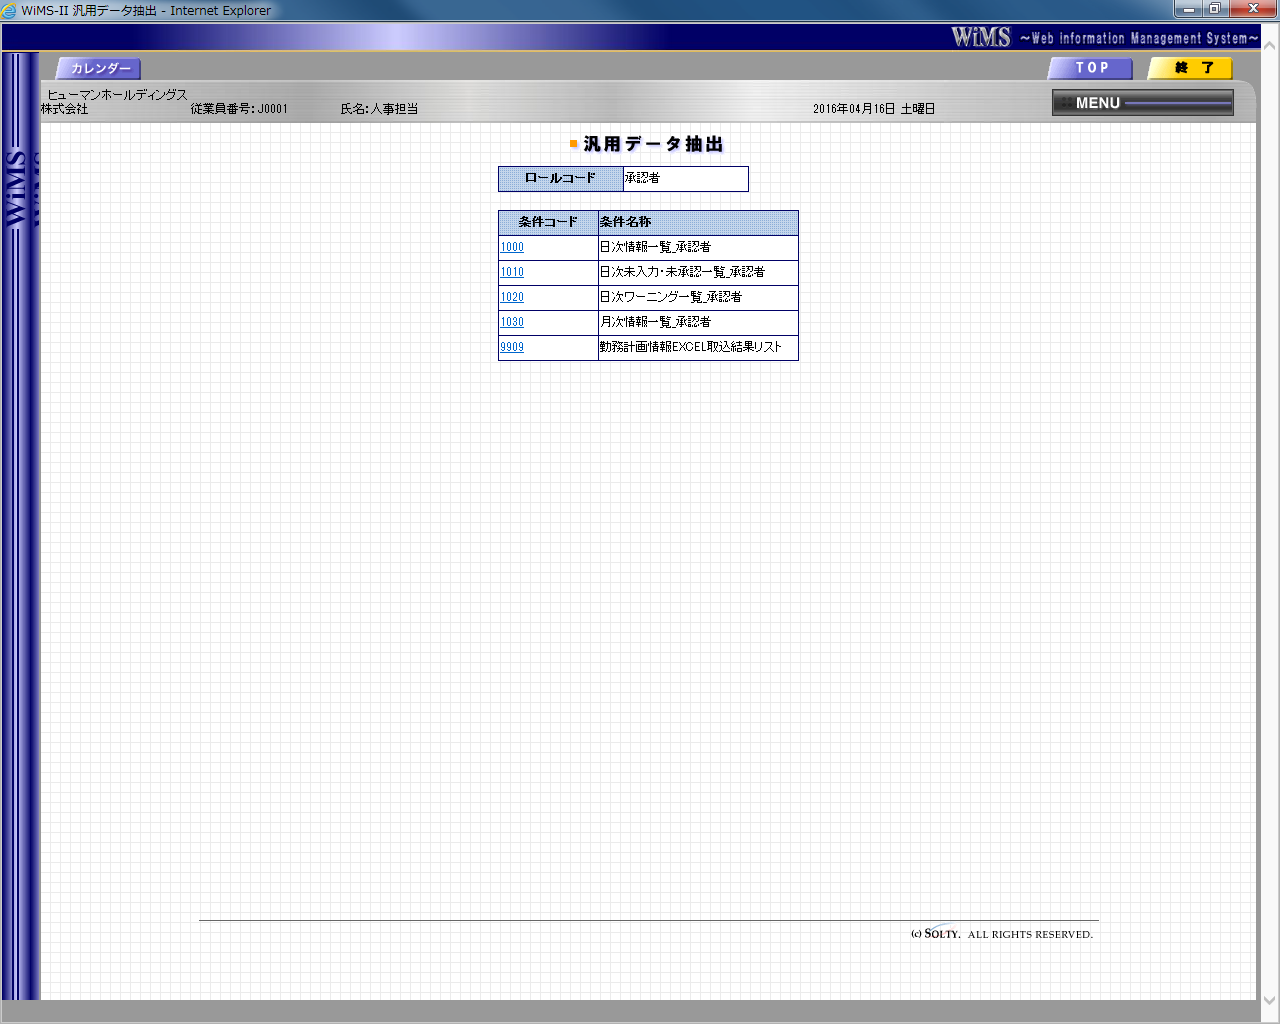 WiMS-II 汎用データ抽出 - Internet Explorer
WiMS ～Web Information Management System～
カレンダー
TOP
終 了
ヒューマンホールディングス
株式会社 従業員番号：J0001 氏名：人事担当 2016年04月16日 土曜日
MENU
WiMS
汎用データ抽出
ロールコード 承認者
条件コード 条件名称
1000 日次情報一覧_承認者
1010 日次未入力・未承認一覧_承認者
1020 日次ワーニング一覧_承認者
1030 月次情報一覧_承認者
9909 勤務計画情報EXCEL取込結果リスト
(c) SOLTY. ALL RIGHTS RESERVED.